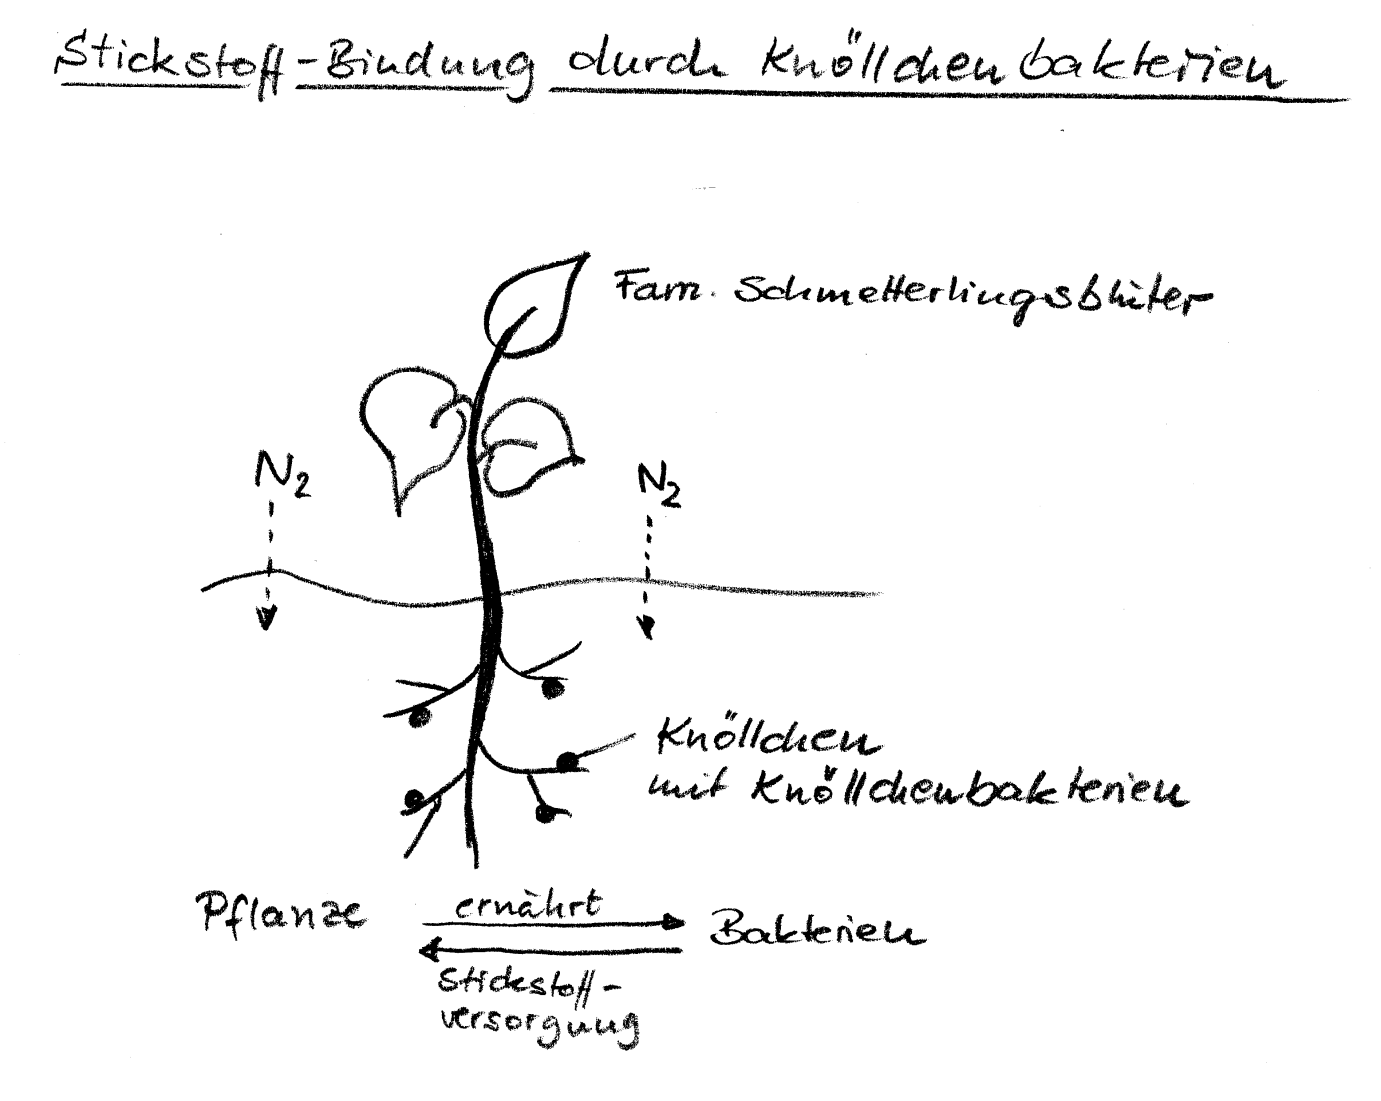 Stickstoff-Bindung durch Knöllchenbakterien
Fam. Schmetterlingsblüter
N2
N2
Knöllchen
mit Knöllchenbakterien
Pflanze
ernährt
Bakterien
Stickstoff-
versorgung